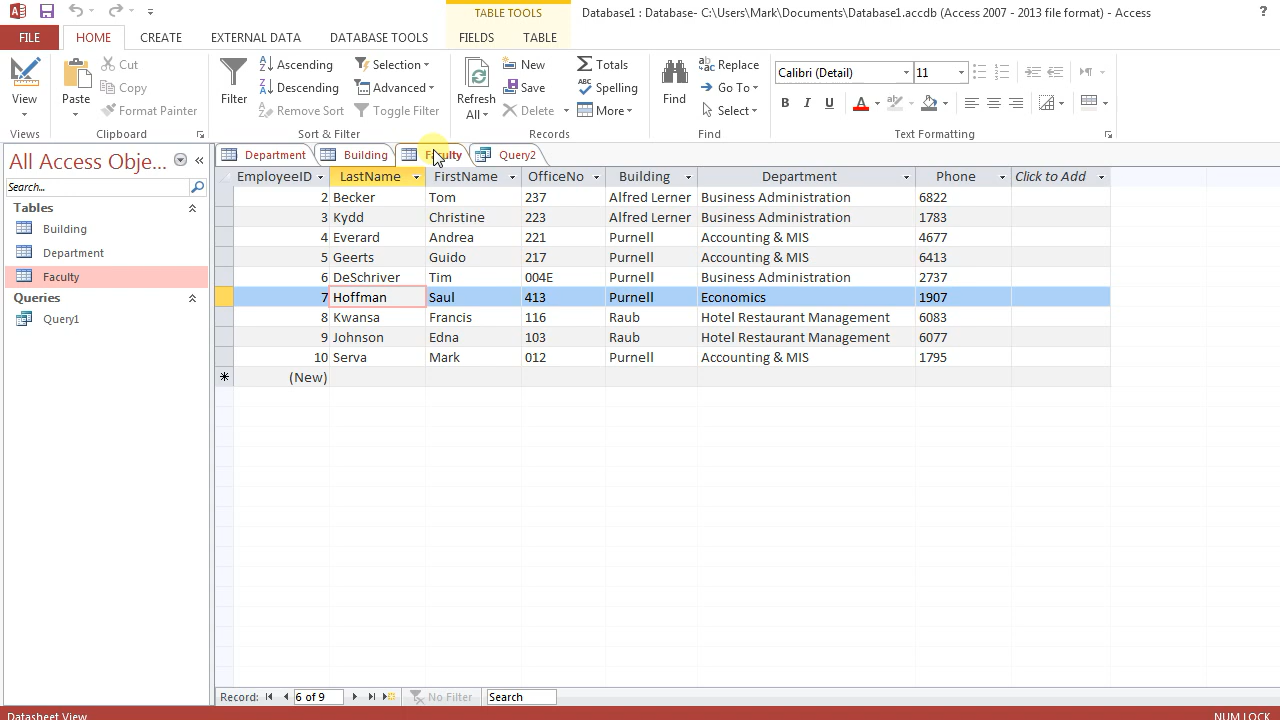 TABLE TOOLS
Database1 : Database- C:\Users\Mark\Documents\Database1.accdb (Access 2007 - 2013 file format) - Access
?
FILE HOME CREATE EXTERNAL DATA DATABASE TOOLS FIELDS TABLE
View
Views
Paste
Cut
Copy
Format Painter
Clipboard
Filter
Ascending
Descending
Remove Sort
Selection
Advanced
Toggle Filter
Sort & Filter
Refresh
All
New
Save
Delete
Totals
Spelling
More
Records
Find
Replace
Go To
Select
Find
Calibri (Detail) 11
B I U A
Text Formatting
All Access Obje...
Search...
Tables
Building
Department
Faculty
Queries
Query1
Department Building Faculty Query2
EmployeeID LastName FirstName OfficeNo Building Department Phone Click to Add
2 Becker Tom 237 Alfred Lerner Business Administration 6822
3 Kydd Christine 223 Alfred Lerner Business Administration 1783
4 Everard Andrea 221 Purnell Accounting & MIS 4677
5 Geerts Guido 217 Purnell Accounting & MIS 6413
6 DeSchriver Tim 004E Purnell Business Administration 2737
7 Hoffman Saul 413 Purnell Economics 1907
8 Kwansa Francis 116 Raub Hotel Restaurant Management 6083
9 Johnson Edna 103 Raub Hotel Restaurant Management 6077
10 Serva Mark 012 Purnell Accounting & MIS 1795
(New)
Record: 6 of 9 No Filter Search
Datasheet View NUM LOCK